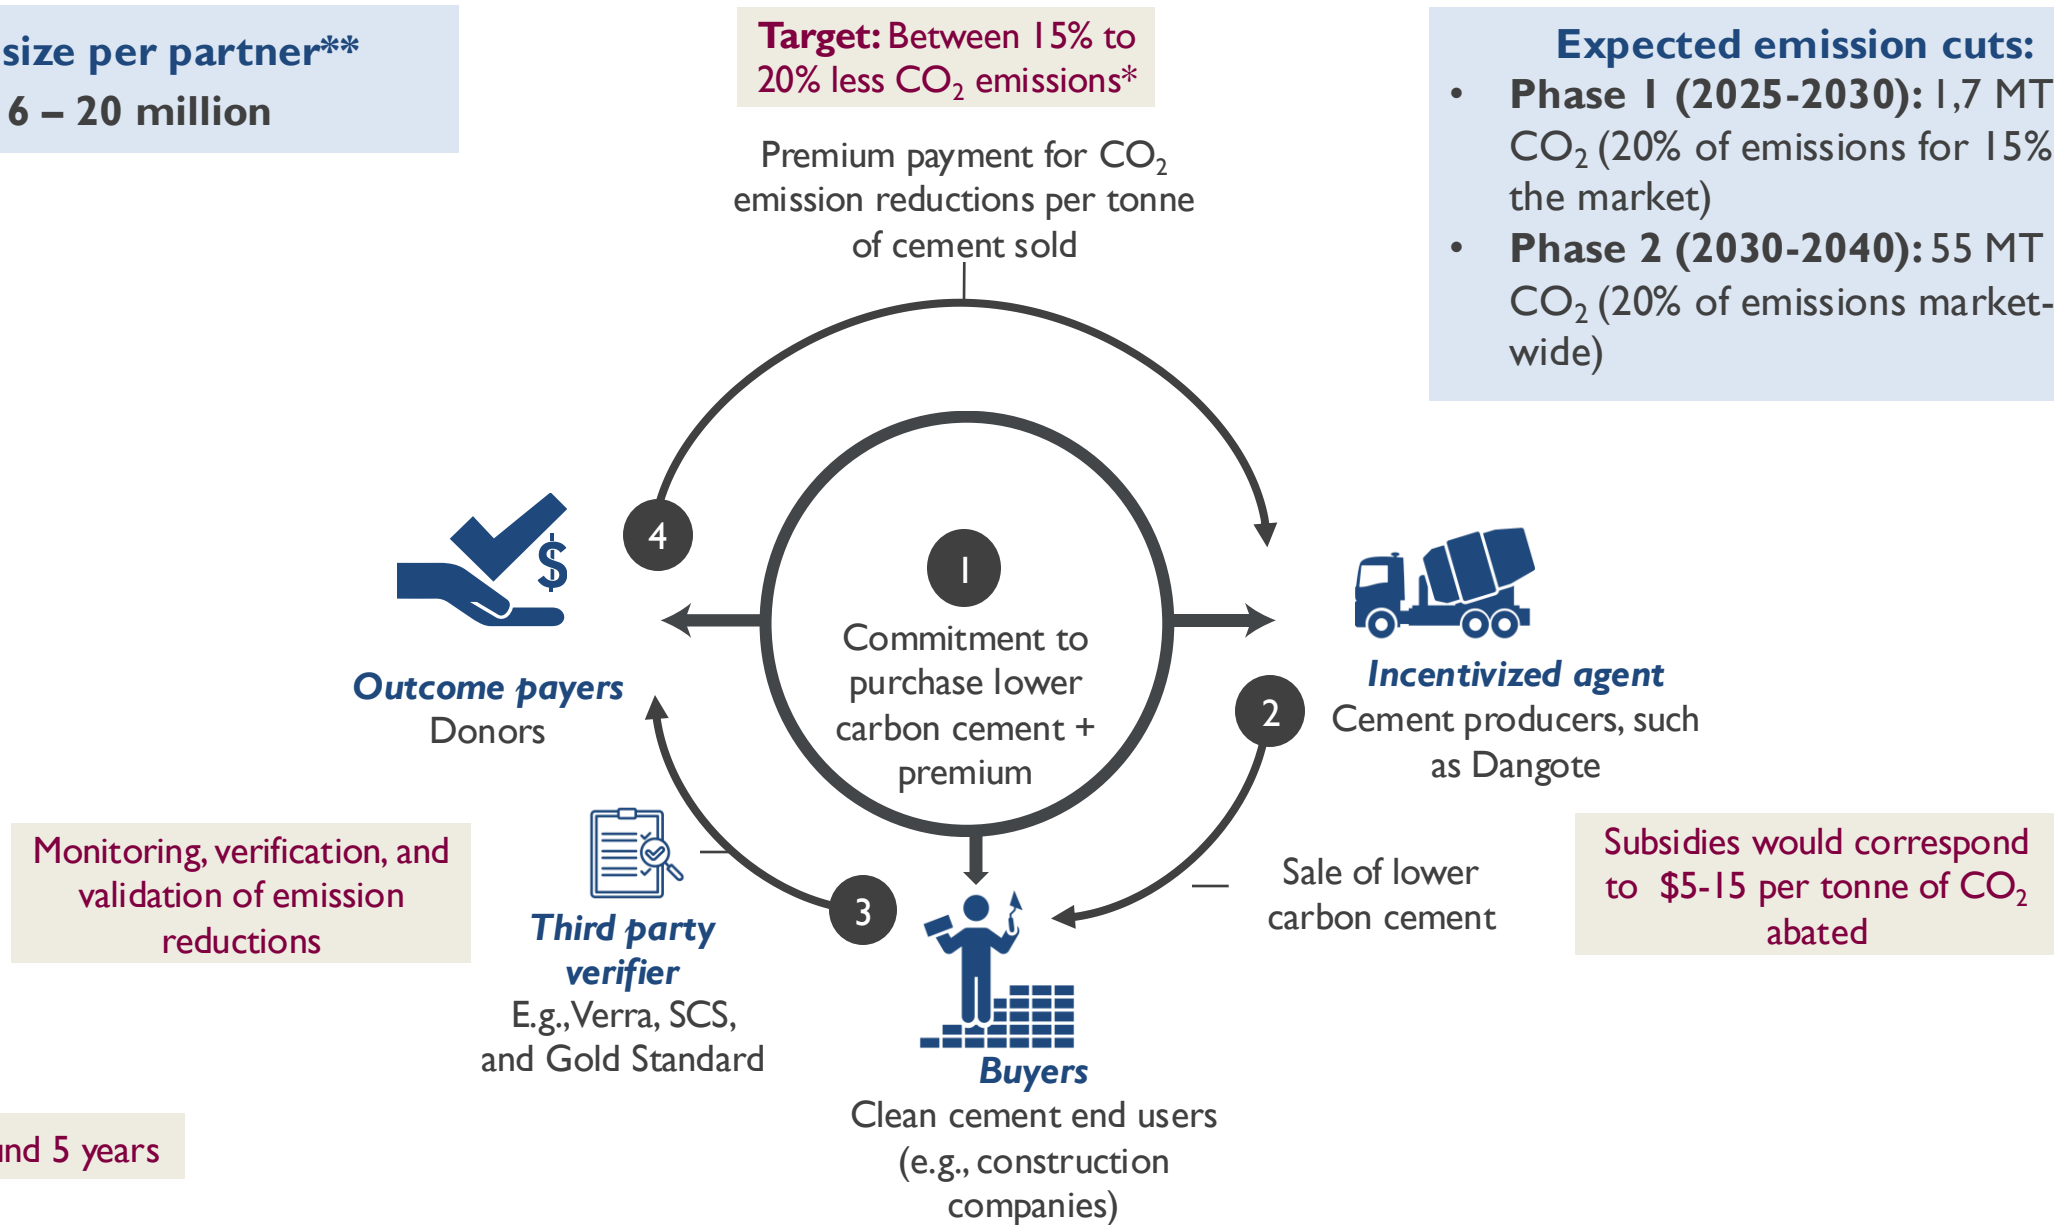 size per partner**
6 – 20 million
Target: Between 15% to
20% less CO₂ emissions*
Premium payment for CO₂
emission reductions per tonne
of cement sold
Expected emission cuts:
• Phase 1 (2025-2030): 1,7 MT
CO₂ (20% of emissions for 15%
the market)
• Phase 2 (2030-2040): 55 MT
CO₂ (20% of emissions market-
wide)
4
$
1
Commitment to
purchase lower
carbon cement +
premium
Outcome payers
Donors
Incentivized agent
2
Cement producers, such
as Dangote
Monitoring, verification, and
validation of emission
reductions
3
Third party
verifier
E.g., Verra, SCS,
and Gold Standard
Sale of lower
carbon cement
Subsidies would correspond
to $5-15 per tonne of CO₂
abated
Buyers
Clean cement end users
(e.g., construction
companies)
5 years